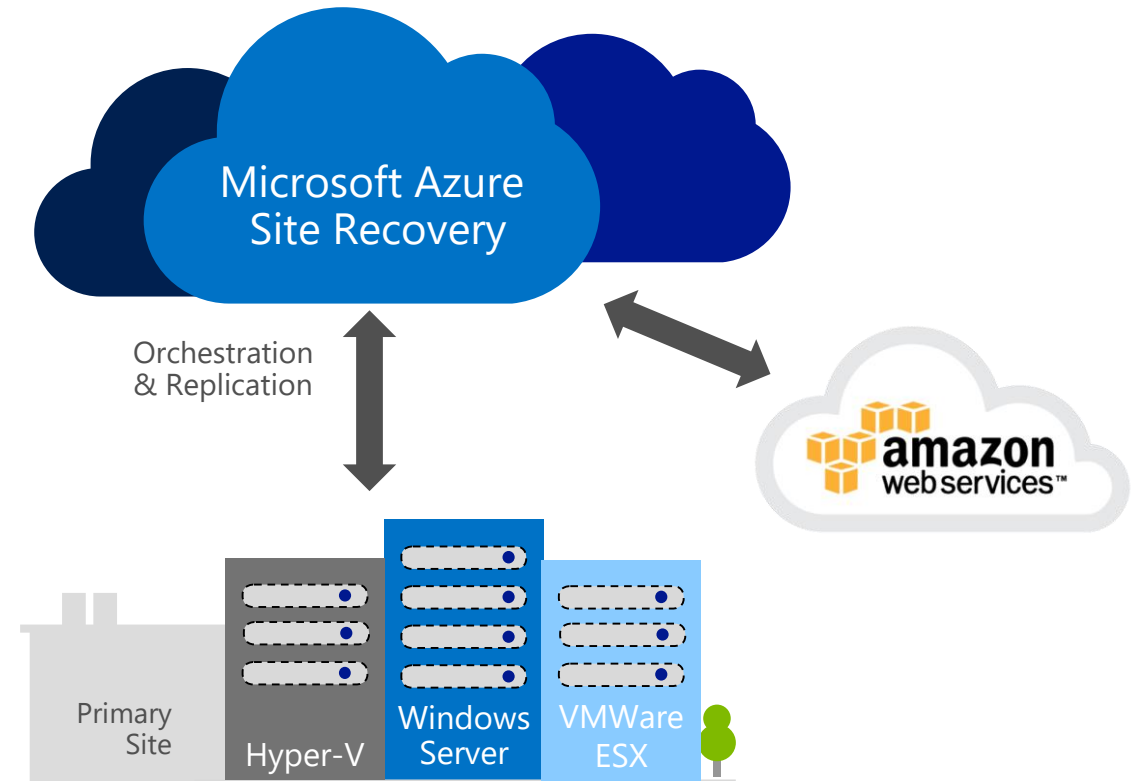 Microsoft Azure
Site Recovery
Orchestration
& Replication
amazon
web services™
Primary
Site
Hyper-V
Windows
Server
VMWare
ESX